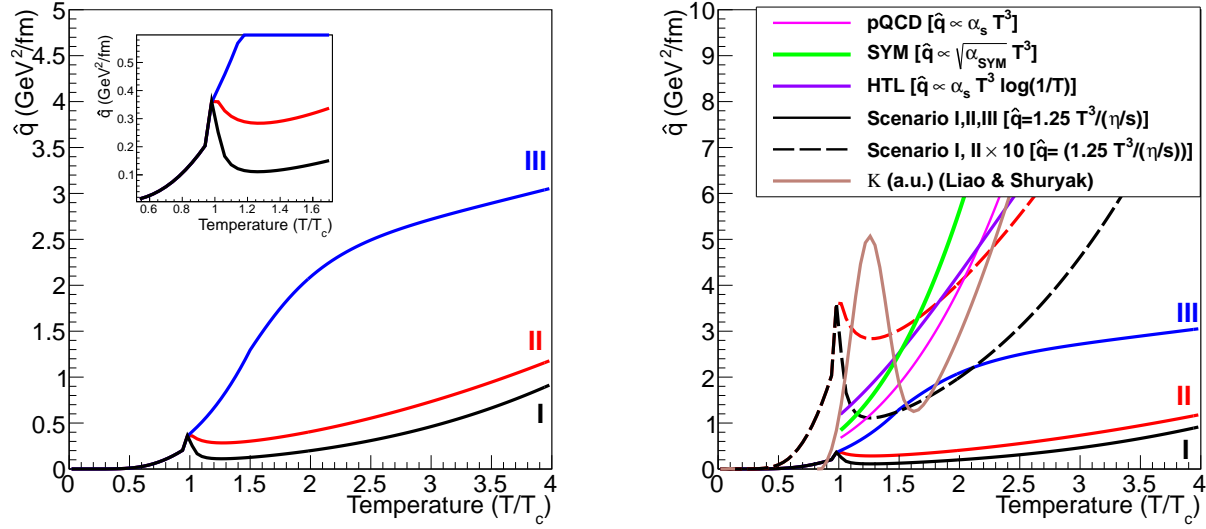 5
4.5
4
3.5
3
2.5
2
1.5
1
0.5
0
q̂ (GeV²/fm)
0 0.5 1 1.5 2 2.5 3 3.5 4
Temperature (T/T_c)
III
II
I
0.5
0.4
0.3
0.2
0.1
q̂ (GeV²/fm)
0.6 0.8 1 1.2 1.4 1.6
Temperature (T/T_c)
10
9
8
7
6
5
4
3
2
1
0
q̂ (GeV²/fm)
0 0.5 1 1.5 2 2.5 3 3.5 4
Temperature (T/T_c)
pQCD [q̂ ∝ α_s T³]
SYM [q̂ ∝ √α_SYM T³]
HTL [q̂ ∝ α_s T³ log(1/T)]
Scenario I,II,III [q̂=1.25 T³/(η/s)]
Scenario I, II × 10 [q̂= (1.25 T³/(η/s))]
K (a.u.) (Liao & Shuryak)
III
II
I